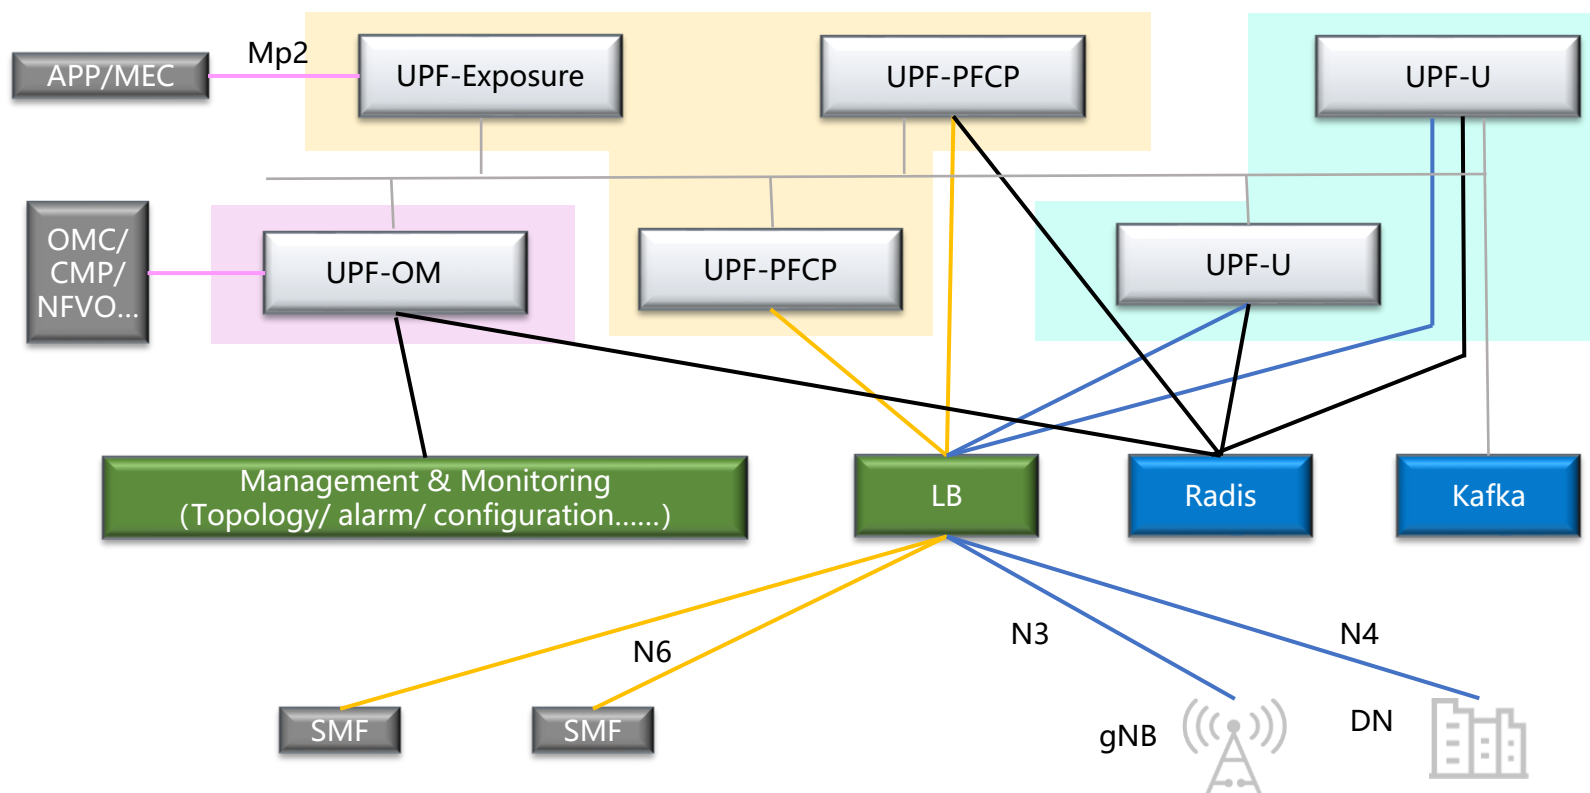 Mp2
APP/MEC
UPF-Exposure
UPF-PFCP
UPF-U
OMC/
CMP/
NFVO...
UPF-OM
UPF-PFCP
UPF-U
Management & Monitoring
(Topology/ alarm/ configuration......)
LB
Radis
Kafka
N6
N3
N4
SMF
SMF
gNB
DN